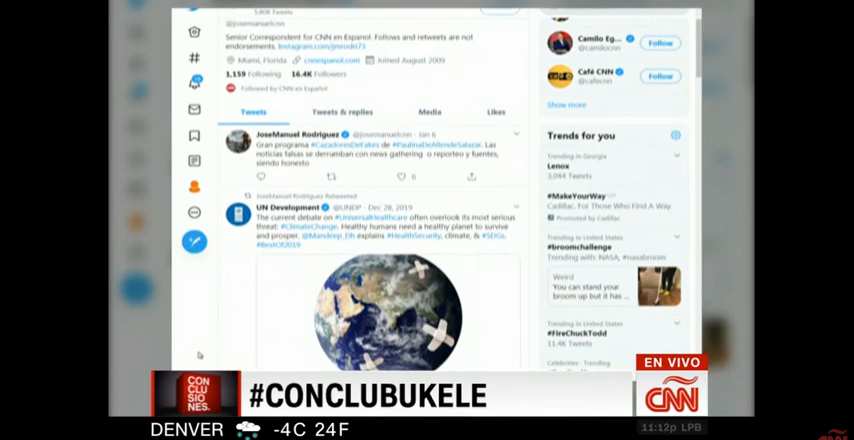 5,808 Tweets
@josemanuelcnn
Senior Correspondent for CNN en Español. Follows and retweets are not
endorsements. Instagram.com/jmrodri73
Miami, Florida cnnespanol.com Joined August 2009
1,159 Following 16.4K Followers
Followed by CNN en Español
Tweets Tweets & replies Media Likes
JoseManuel Rodriguez @josemanuelcnn · Jan 6
Gran programa #CazadoresDeFakes de #PaulinaDeAllendeSalazar. Las
noticias falsas se derrumban con news gathering o reporteo y fuentes,
siendo honesto
6
JoseManuel Rodriguez Retweeted
UN Development @UNDP · Dec 28, 2019
The current debate on #UniversalHealthcare often overlook its most serious
threat: #ClimateChange. Healthy humans need a healthy planet to survive
and prosper. @Mandeep_Dh explains #HealthSecurity, climate, & #SDGs.
#BestOf2019
Camilo Eg...
@camilocnn
Follow
Café CNN
@cafecnn
Follow
Show more
Trends for you
Trending in Georgia
Lenox
3,044 Tweets
#MakeYourWay
Cadillac. For Those Who Find A Way
Promoted by Cadillac
Trending in United States
#broomchallenge
Trending with: NASA, #nasabroom
Weird
You can stand your
broom up but it has ...
Trending in United States
#FireChuckTodd
11.4K Tweets
Celebrities · Trending
CON
CLU
SIO
NES.
#CONCLUBUKELE
EN VIVO
CNN
DENVER -4C 24F
11:12p LPB